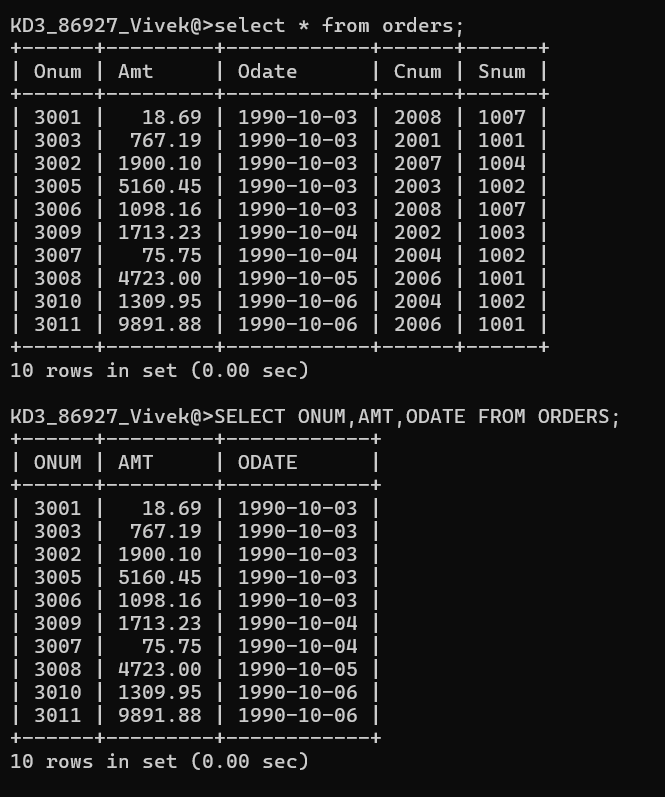 KD3_86927_Vivek@>select * from orders;
+------+---------+------------+------+------+
| Onum | Amt     | Odate      | Cnum | Snum |
+------+---------+------------+------+------+
| 3001 |   18.69 | 1990-10-03 | 2008 | 1007 |
| 3003 |  767.19 | 1990-10-03 | 2001 | 1001 |
| 3002 | 1900.10 | 1990-10-03 | 2007 | 1004 |
| 3005 | 5160.45 | 1990-10-03 | 2003 | 1002 |
| 3006 | 1098.16 | 1990-10-03 | 2008 | 1007 |
| 3009 | 1713.23 | 1990-10-04 | 2002 | 1003 |
| 3007 |   75.75 | 1990-10-04 | 2004 | 1002 |
| 3008 | 4723.00 | 1990-10-05 | 2006 | 1001 |
| 3010 | 1309.95 | 1990-10-06 | 2004 | 1002 |
| 3011 | 9891.88 | 1990-10-06 | 2006 | 1001 |
+------+---------+------------+------+------+
10 rows in set (0.00 sec)
KD3_86927_Vivek@>SELECT ONUM,AMT,ODATE FROM ORDERS;
+------+---------+------------+
| ONUM | AMT     | ODATE      |
+------+---------+------------+
| 3001 |   18.69 | 1990-10-03 |
| 3003 |  767.19 | 1990-10-03 |
| 3002 | 1900.10 | 1990-10-03 |
| 3005 | 5160.45 | 1990-10-03 |
| 3006 | 1098.16 | 1990-10-03 |
| 3009 | 1713.23 | 1990-10-04 |
| 3007 |   75.75 | 1990-10-04 |
| 3008 | 4723.00 | 1990-10-05 |
| 3010 | 1309.95 | 1990-10-06 |
| 3011 | 9891.88 | 1990-10-06 |
+------+---------+------------+
10 rows in set (0.00 sec)